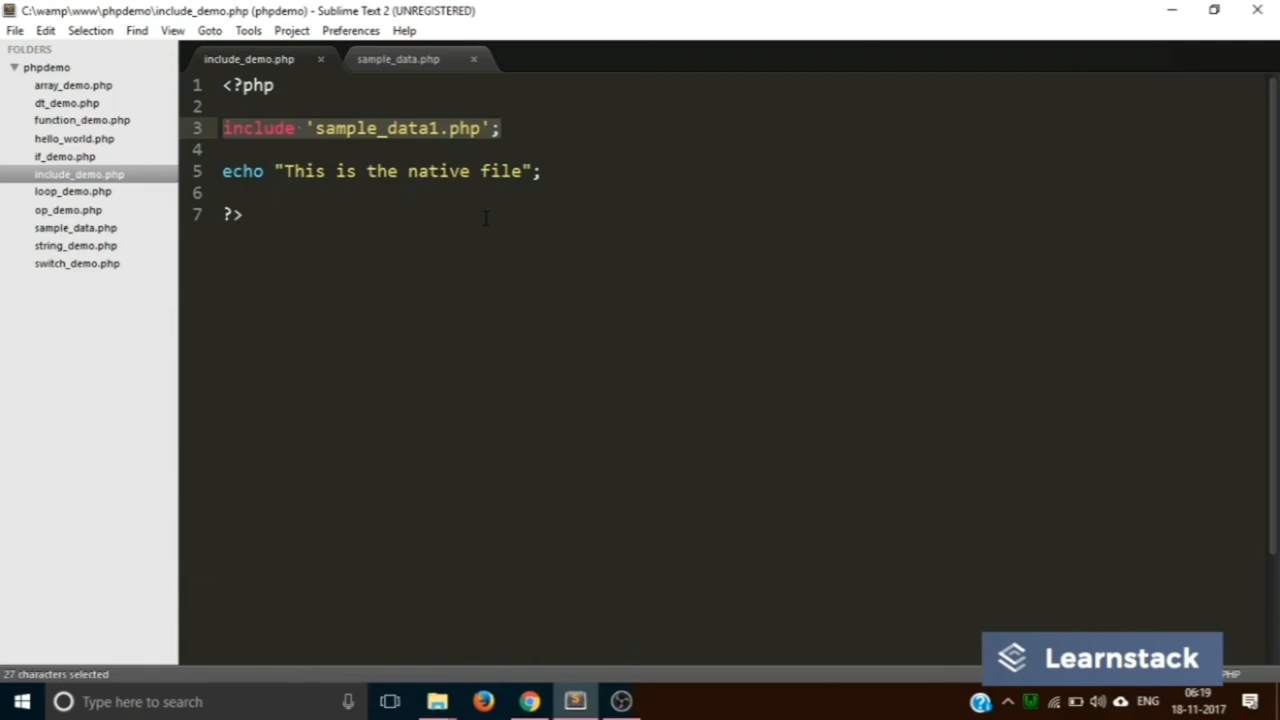 C:\wamp\www\phpdemo\include_demo.php (phpdemo) - Sublime Text 2 (UNREGISTERED)
File Edit Selection Find View Goto Tools Project Preferences Help
FOLDERS
phpdemo
array_demo.php
dt_demo.php
function_demo.php
hello_world.php
if_demo.php
include_demo.php
loop_demo.php
op_demo.php
sample_data.php
string_demo.php
switch_demo.php
include_demo.php × sample_data.php ×
1 <?php
2
3 include 'sample_data1.php';
4
5 echo "This is the native file";
6
7 ?>
Learnstack
27 characters selected PHP
Type here to search ENG 06:19
18-11-2017